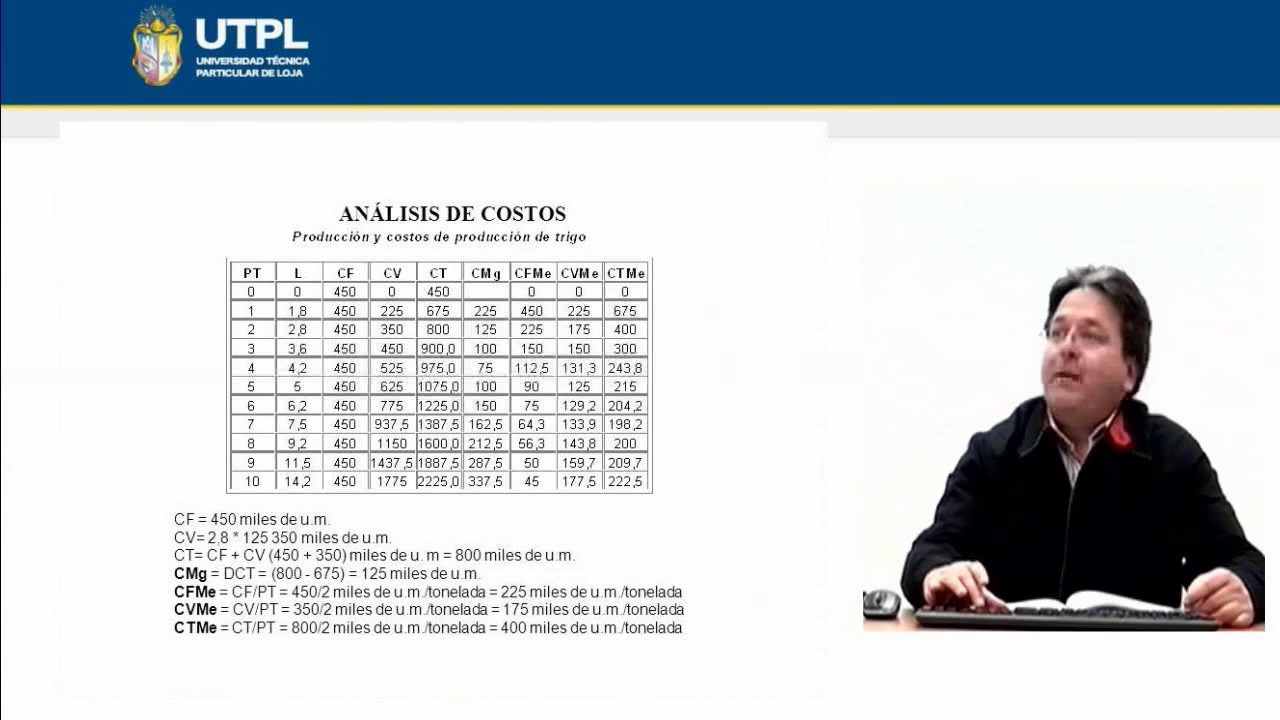 UTPL
UNIVERSIDAD TÉCNICA
PARTICULAR DE LOJA
ANÁLISIS DE COSTOS
Producción y costos de producción de trigo
PT L CF CV CT CMg CFMe CVMe CTMe
0 0 450 0 450 0 0 0
1 1,8 450 225 675 225 450 225 675
2 2,8 450 350 800 125 225 175 400
3 3,6 450 450 900,0 100 150 150 300
4 4,2 450 525 975,0 75 112,5 131,3 243,8
5 5 450 625 1075,0 100 90 125 215
6 6,2 450 775 1225,0 150 75 129,2 204,2
7 7,5 450 937,5 1387,5 162,5 64,3 133,9 198,2
8 9,2 450 1150 1600,0 212,5 56,3 143,8 200
9 11,5 450 1437,5 1887,5 287,5 50 159,7 209,7
10 14,2 450 1775 2225,0 337,5 45 177,5 222,5
CF = 450 miles de u.m.
CV= 2,8 * 125 350 miles de u.m.
CT= CF + CV (450 + 350) miles de u. m = 800 miles de u.m.
CMg = DCT = (800 - 675) = 125 miles de u.m.
CFMe = CF/PT = 450/2 miles de u.m./tonelada = 225 miles de u.m./tonelada
CVMe = CV/PT = 350/2 miles de u.m./tonelada = 175 miles de u.m./tonelada
CTMe = CT/PT = 800/2 miles de u.m./tonelada = 400 miles de u.m./tonelada